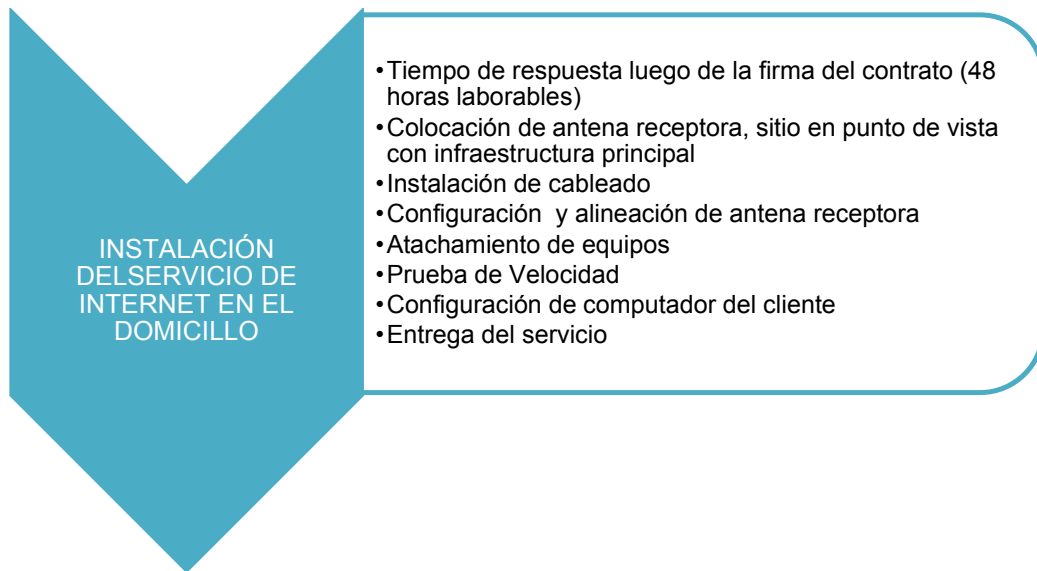 INSTALACIÓN
DELSERVICIO DE
INTERNET EN EL
DOMICILLO
•Tiempo de respuesta luego de la firma del contrato (48
horas laborables)
•Colocación de antena receptora, sitio en punto de vista
con infraestructura principal
•Instalación de cableado
•Configuración  y alineación de antena receptora
•Atachamiento de equipos
•Prueba de Velocidad
•Configuración de computador del cliente
•Entrega del servicio